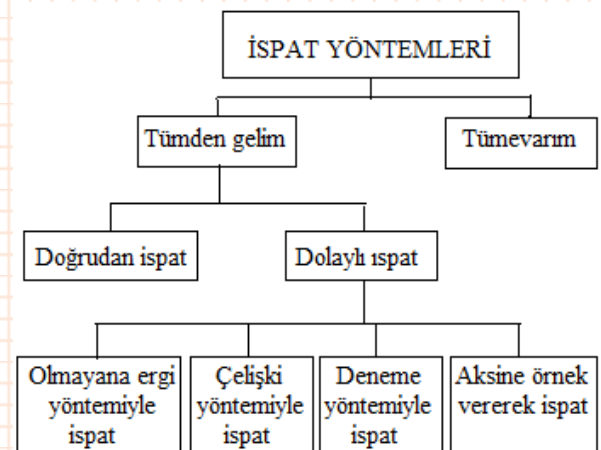 İSPAT YÖNTEMLERİ
Tümden gelim
Tümevarım
Doğrudan ispat
Dolaylı ıspat
Olmayana ergi
yöntemiyle
ispat
Çelişki
yöntemiyle
ispat
Deneme
yöntemiyle
ispat
Aksine örnek
vererek ispat